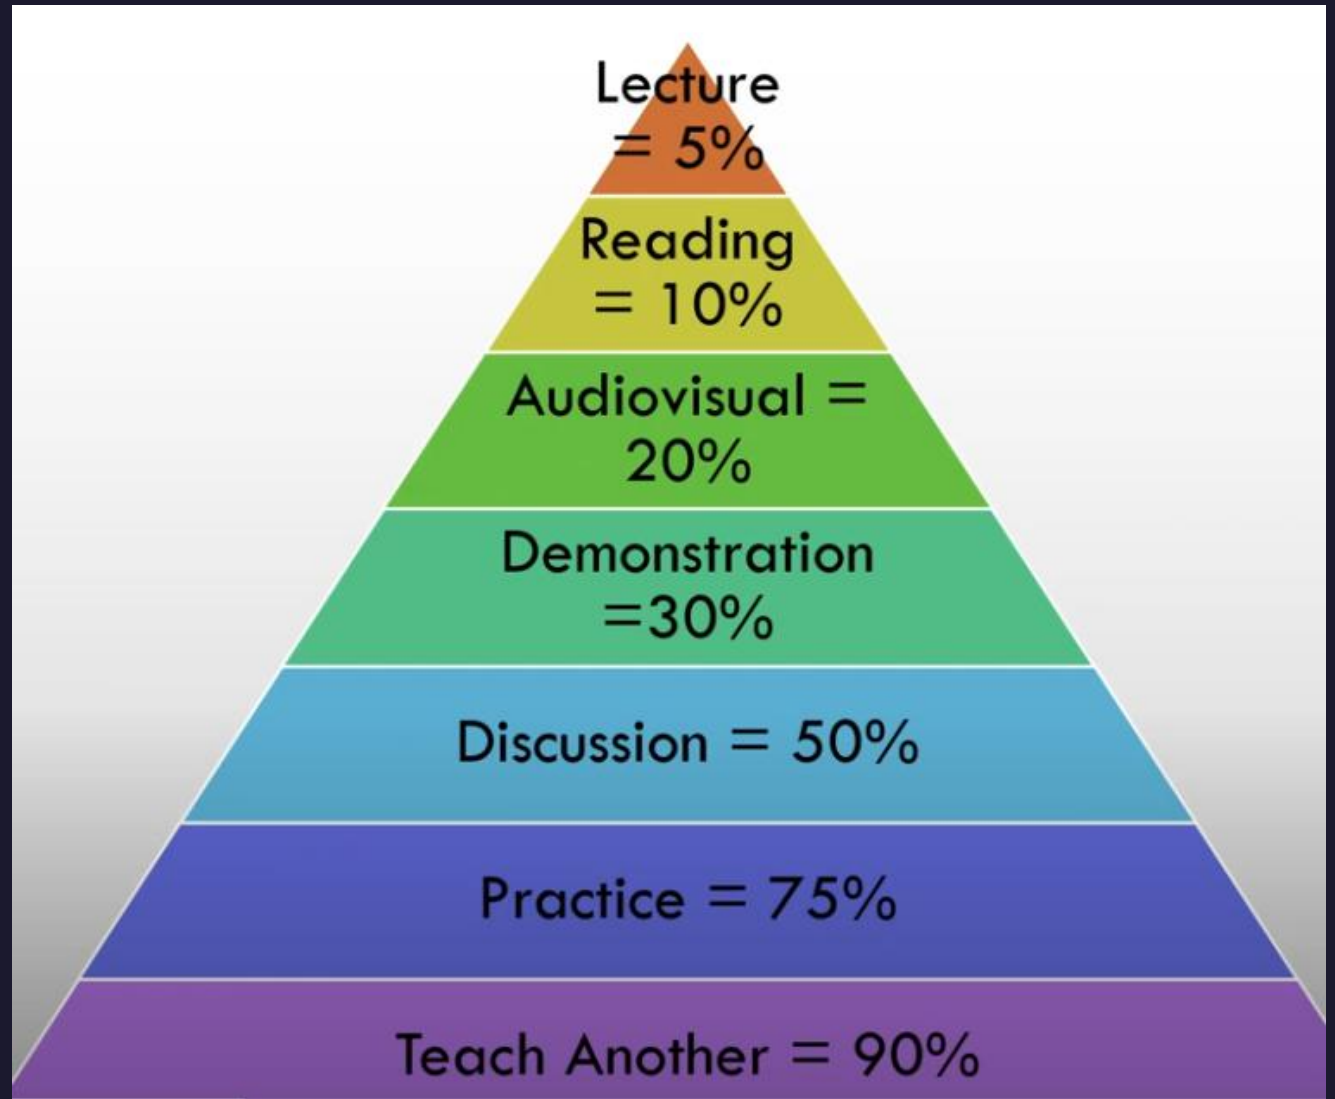 Lecture
= 5%
Reading
= 10%
Audiovisual =
20%
Demonstration
=30%
Discussion = 50%
Practice = 75%
Teach Another = 90%